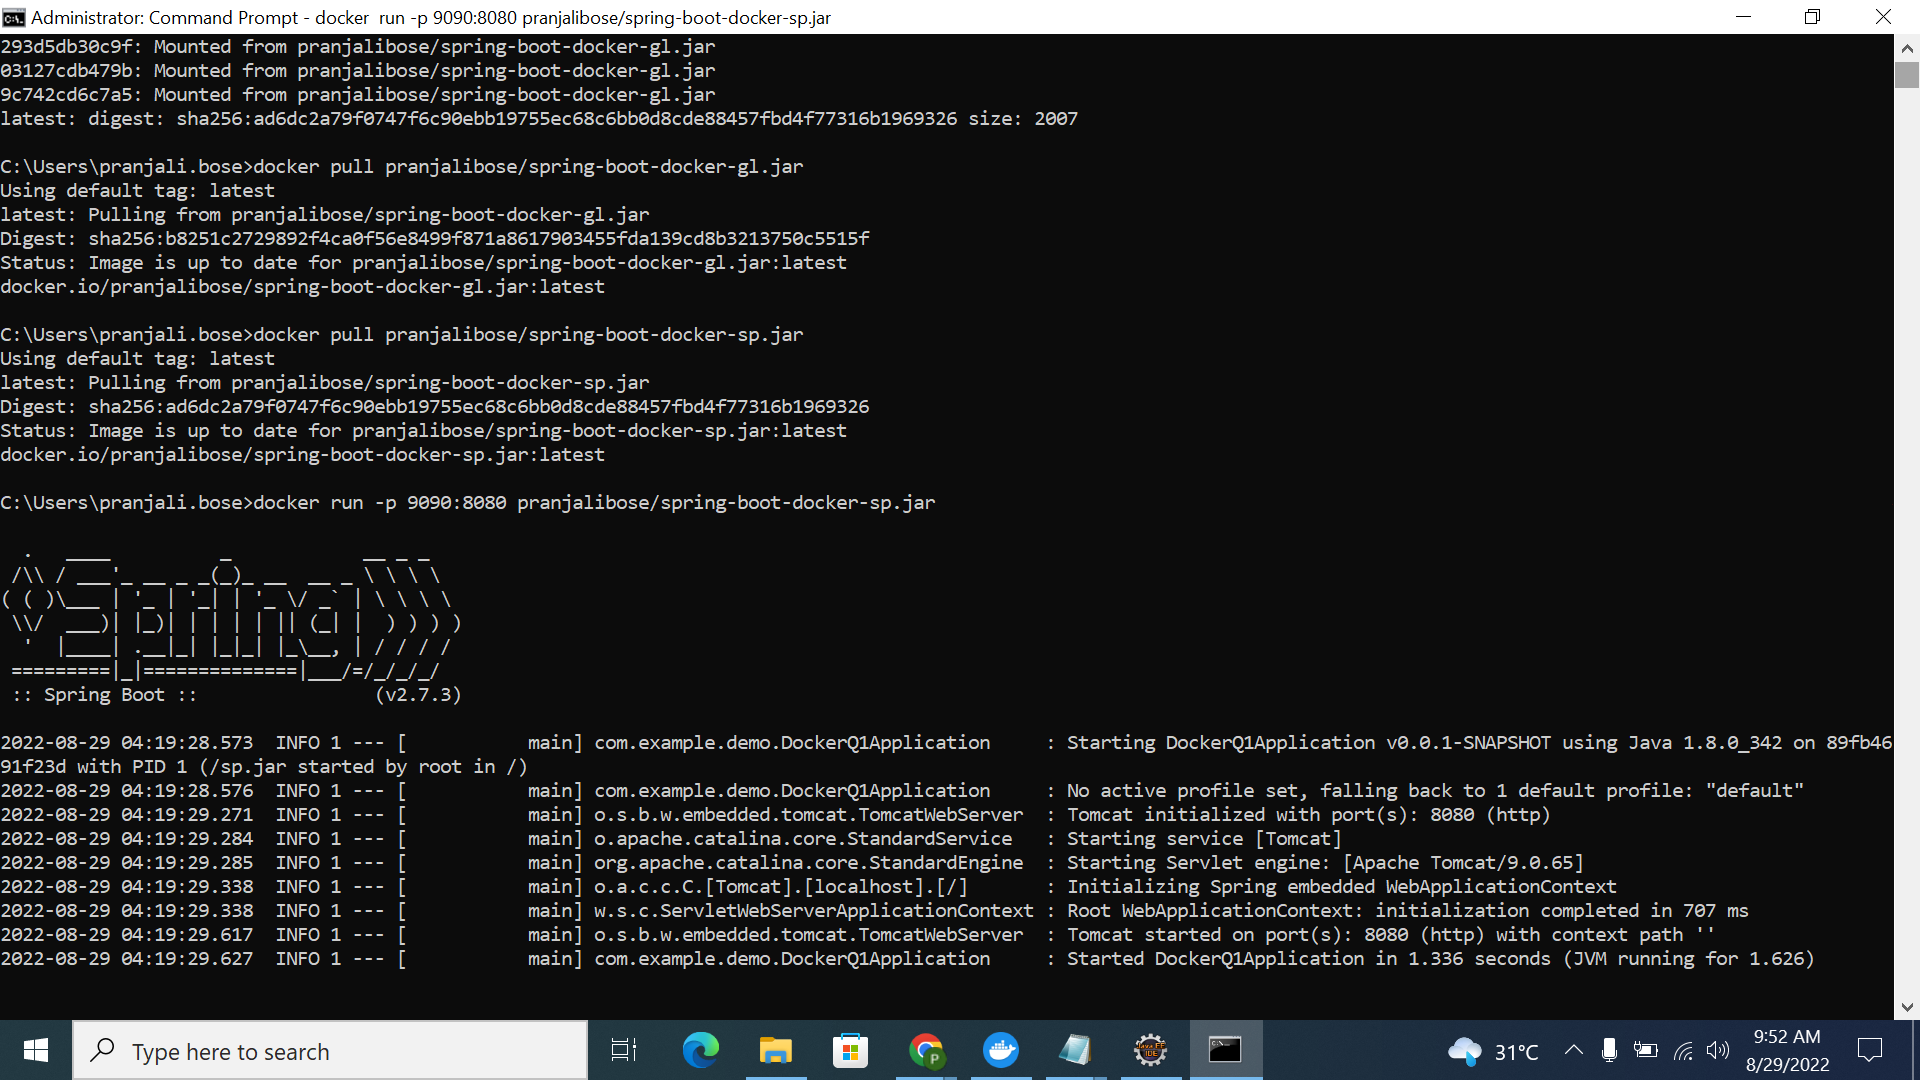 Administrator: Command Prompt - docker  run -p 9090:8080 pranjalibose/spring-boot-docker-sp.jar
293d5db30c9f: Mounted from pranjalibose/spring-boot-docker-gl.jar
03127cdb479b: Mounted from pranjalibose/spring-boot-docker-gl.jar
9c742cd6c7a5: Mounted from pranjalibose/spring-boot-docker-gl.jar
latest: digest: sha256:ad6dc2a79f0747f6c90ebb19755ec68c6bb0d8cde88457fbd4f77316b1969326 size: 2007

C:\Users\pranjali.bose>docker pull pranjalibose/spring-boot-docker-gl.jar
Using default tag: latest
latest: Pulling from pranjalibose/spring-boot-docker-gl.jar
Digest: sha256:b8251c2729892f4ca0f56e8499f871a8617903455fda139cd8b3213750c5515f
Status: Image is up to date for pranjalibose/spring-boot-docker-gl.jar:latest
docker.io/pranjalibose/spring-boot-docker-gl.jar:latest

C:\Users\pranjali.bose>docker pull pranjalibose/spring-boot-docker-sp.jar
Using default tag: latest
latest: Pulling from pranjalibose/spring-boot-docker-sp.jar
Digest: sha256:ad6dc2a79f0747f6c90ebb19755ec68c6bb0d8cde88457fbd4f77316b1969326
Status: Image is up to date for pranjalibose/spring-boot-docker-sp.jar:latest
docker.io/pranjalibose/spring-boot-docker-sp.jar:latest

C:\Users\pranjali.bose>docker run -p 9090:8080 pranjalibose/spring-boot-docker-sp.jar

  .   ____          _            __ _ _
 /\\ / ___'_ __ _ _(_)_ __  __ _ \ \ \ \
( ( )\___ | '_ | '_| | '_ \/ _` | \ \ \ \
 \\/  ___)| |_)| | | | | || (_| |  ) ) ) )
  '  |____| .__|_| |_|_| |_\__, | / / / /
 =========|_|==============|___/=/_/_/_/
 :: Spring Boot ::                (v2.7.3)

2022-08-29 04:19:28.573  INFO 1 --- [           main] com.example.demo.DockerQ1Application     : Starting DockerQ1Application v0.0.1-SNAPSHOT using Java 1.8.0_342 on 89fb46
91f23d with PID 1 (/sp.jar started by root in /)
2022-08-29 04:19:28.576  INFO 1 --- [           main] com.example.demo.DockerQ1Application     : No active profile set, falling back to 1 default profile: "default"
2022-08-29 04:19:29.271  INFO 1 --- [           main] o.s.b.w.embedded.tomcat.TomcatWebServer  : Tomcat initialized with port(s): 8080 (http)
2022-08-29 04:19:29.284  INFO 1 --- [           main] o.apache.catalina.core.StandardService   : Starting service [Tomcat]
2022-08-29 04:19:29.285  INFO 1 --- [           main] org.apache.catalina.core.StandardEngine  : Starting Servlet engine: [Apache Tomcat/9.0.65]
2022-08-29 04:19:29.338  INFO 1 --- [           main] o.a.c.c.C.[Tomcat].[localhost].[/]       : Initializing Spring embedded WebApplicationContext
2022-08-29 04:19:29.338  INFO 1 --- [           main] w.s.c.ServletWebServerApplicationContext : Root WebApplicationContext: initialization completed in 707 ms
2022-08-29 04:19:29.617  INFO 1 --- [           main] o.s.b.w.embedded.tomcat.TomcatWebServer  : Tomcat started on port(s): 8080 (http) with context path ''
2022-08-29 04:19:29.627  INFO 1 --- [           main] com.example.demo.DockerQ1Application     : Started DockerQ1Application in 1.336 seconds (JVM running for 1.626)
Type here to search
P
Java EE
IDE
31°C
9:52 AM
8/29/2022